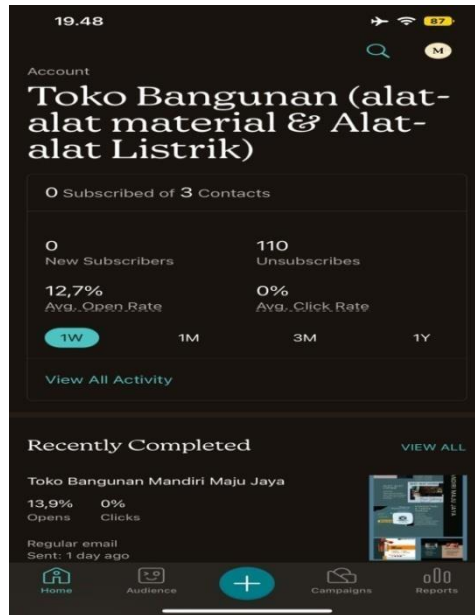 19.48
87
M
Account
Toko Bangunan (alat-
alat material & Alat-
alat Listrik)
0 Subscribed of 3 Contacts
0
New Subscribers
110
Unsubscribes
12,7%
Avg. Open Rate
0%
Avg. Click Rate
1W 1M 3M 1Y
View All Activity
Recently Completed VIEW ALL
Toko Bangunan Mandiri Maju Jaya
13,9% 0%
Opens Clicks
Regular email
Sent: 1 day ago
Home Audience Campaigns Reports